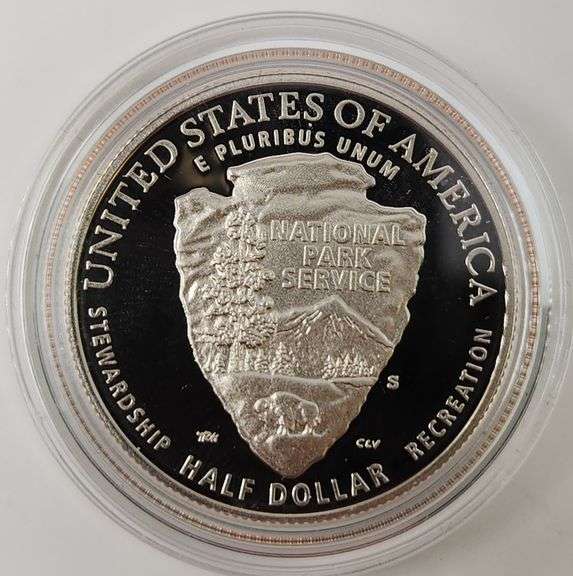 UNITED STATES OF AMERICA
E PLURIBUS UNUM
NATIONAL
PARK
SERVICE
S
STEWARDSHIP
HALF DOLLAR
RECREATION
CLV